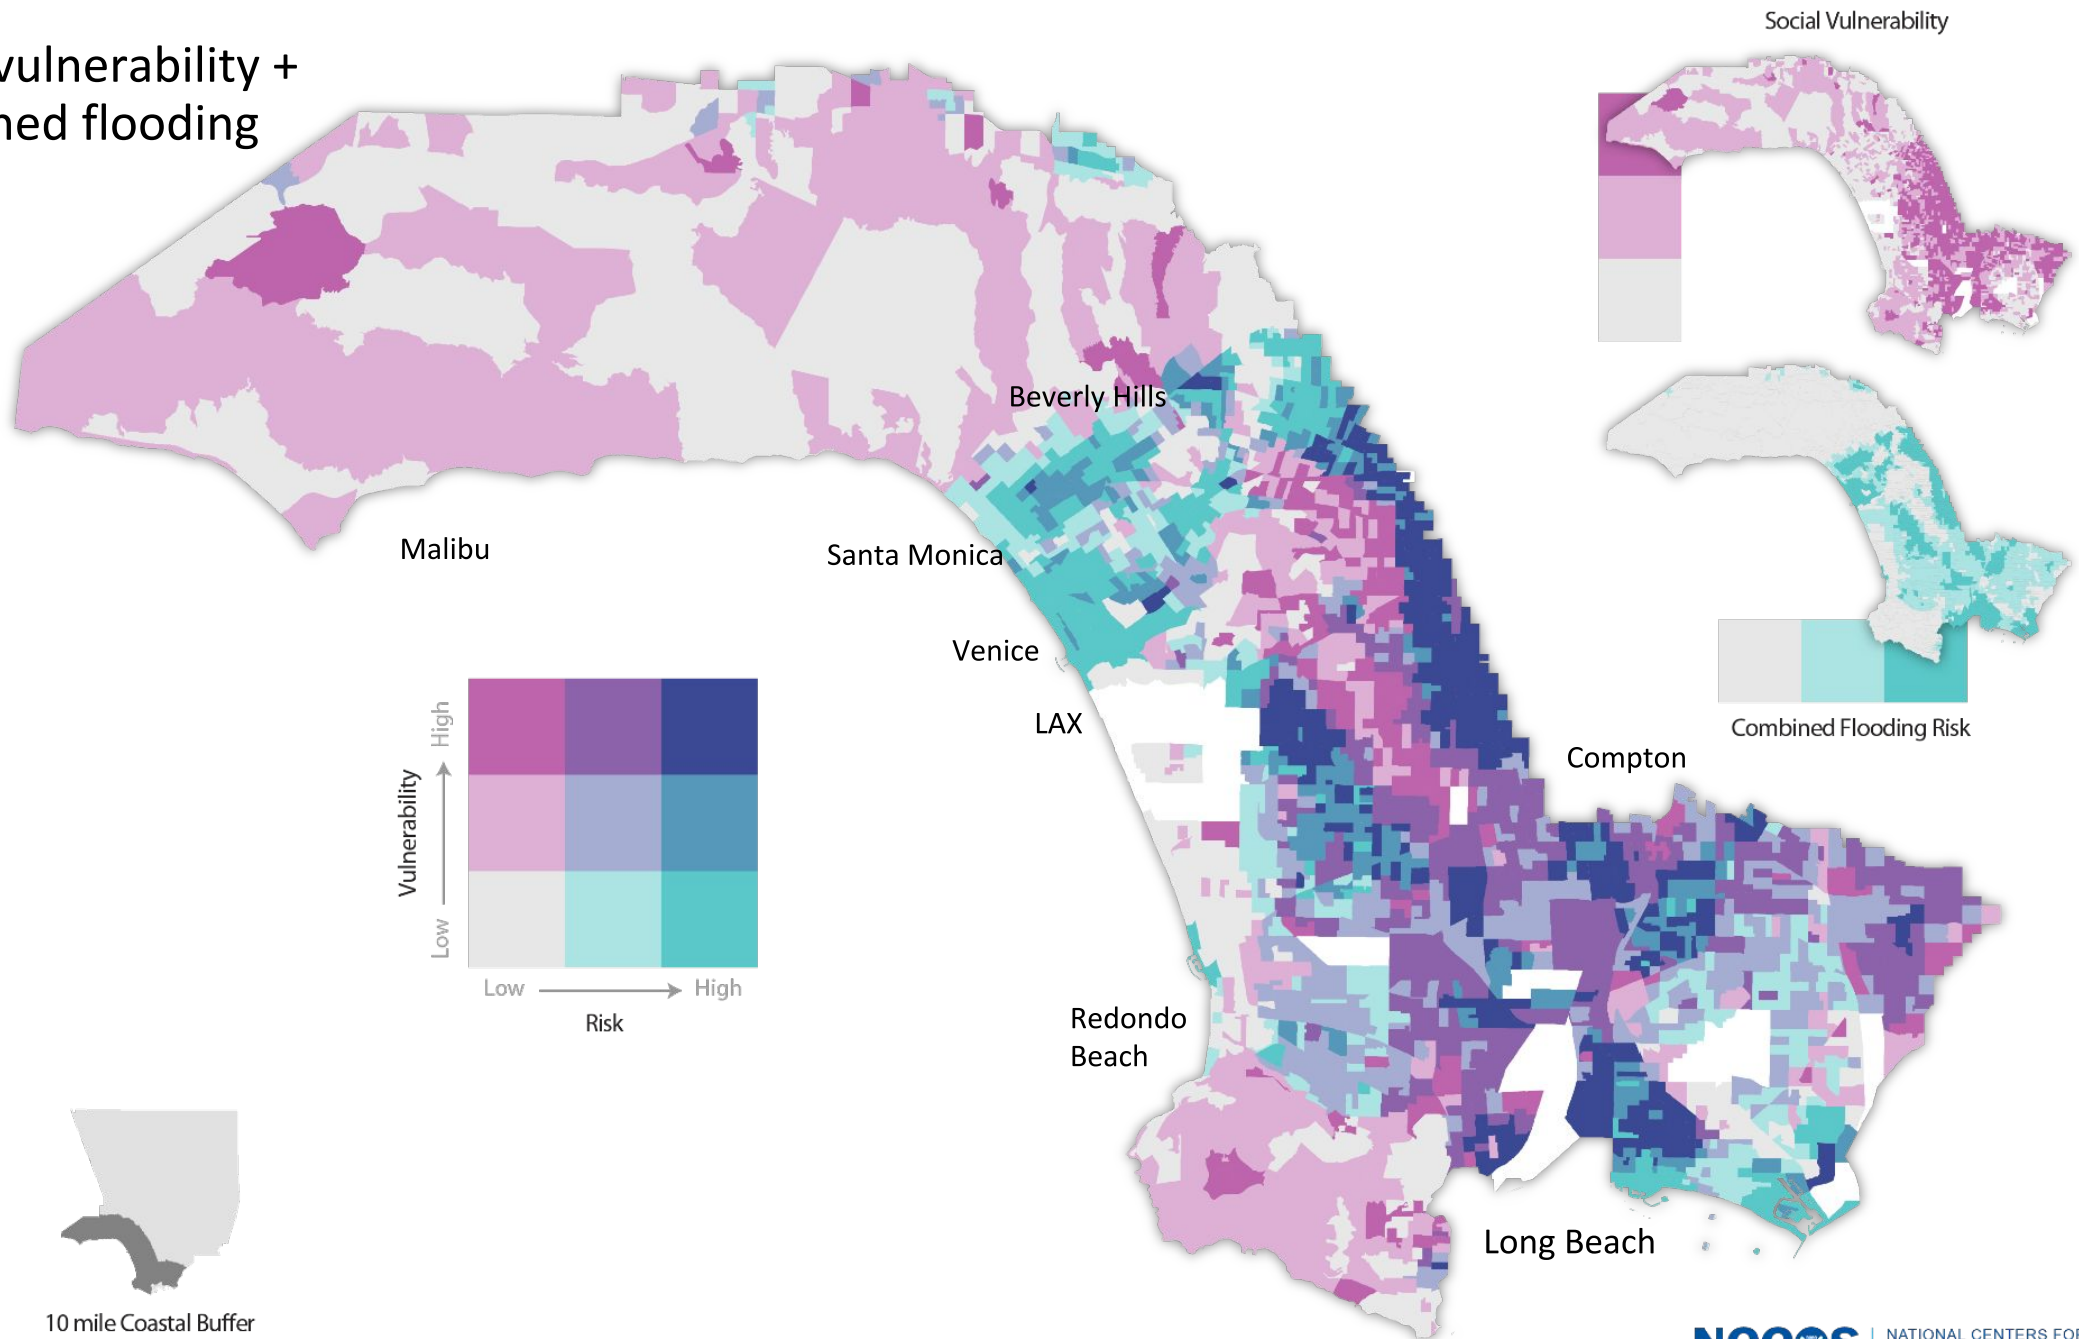 vulnerability +
ned flooding
Social Vulnerability
Beverly Hills
Malibu
Santa Monica
Venice
LAX
Combined Flooding Risk
Compton
High
Vulnerability
Low
Low
High
Risk
Redondo
Beach
Long Beach
10 mile Coastal Buffer
NATIONAL CENTERS FOR